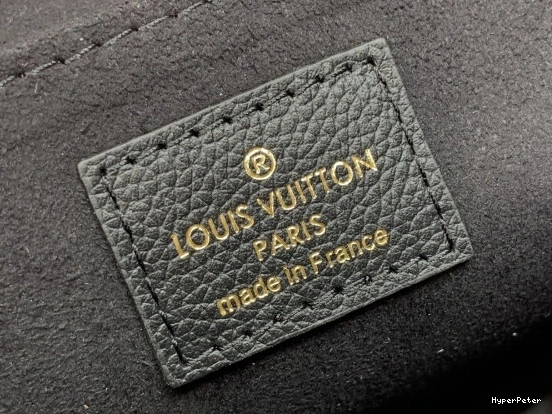 ®
LOUIS VUITTON
PARIS
made in France
HyperPeter